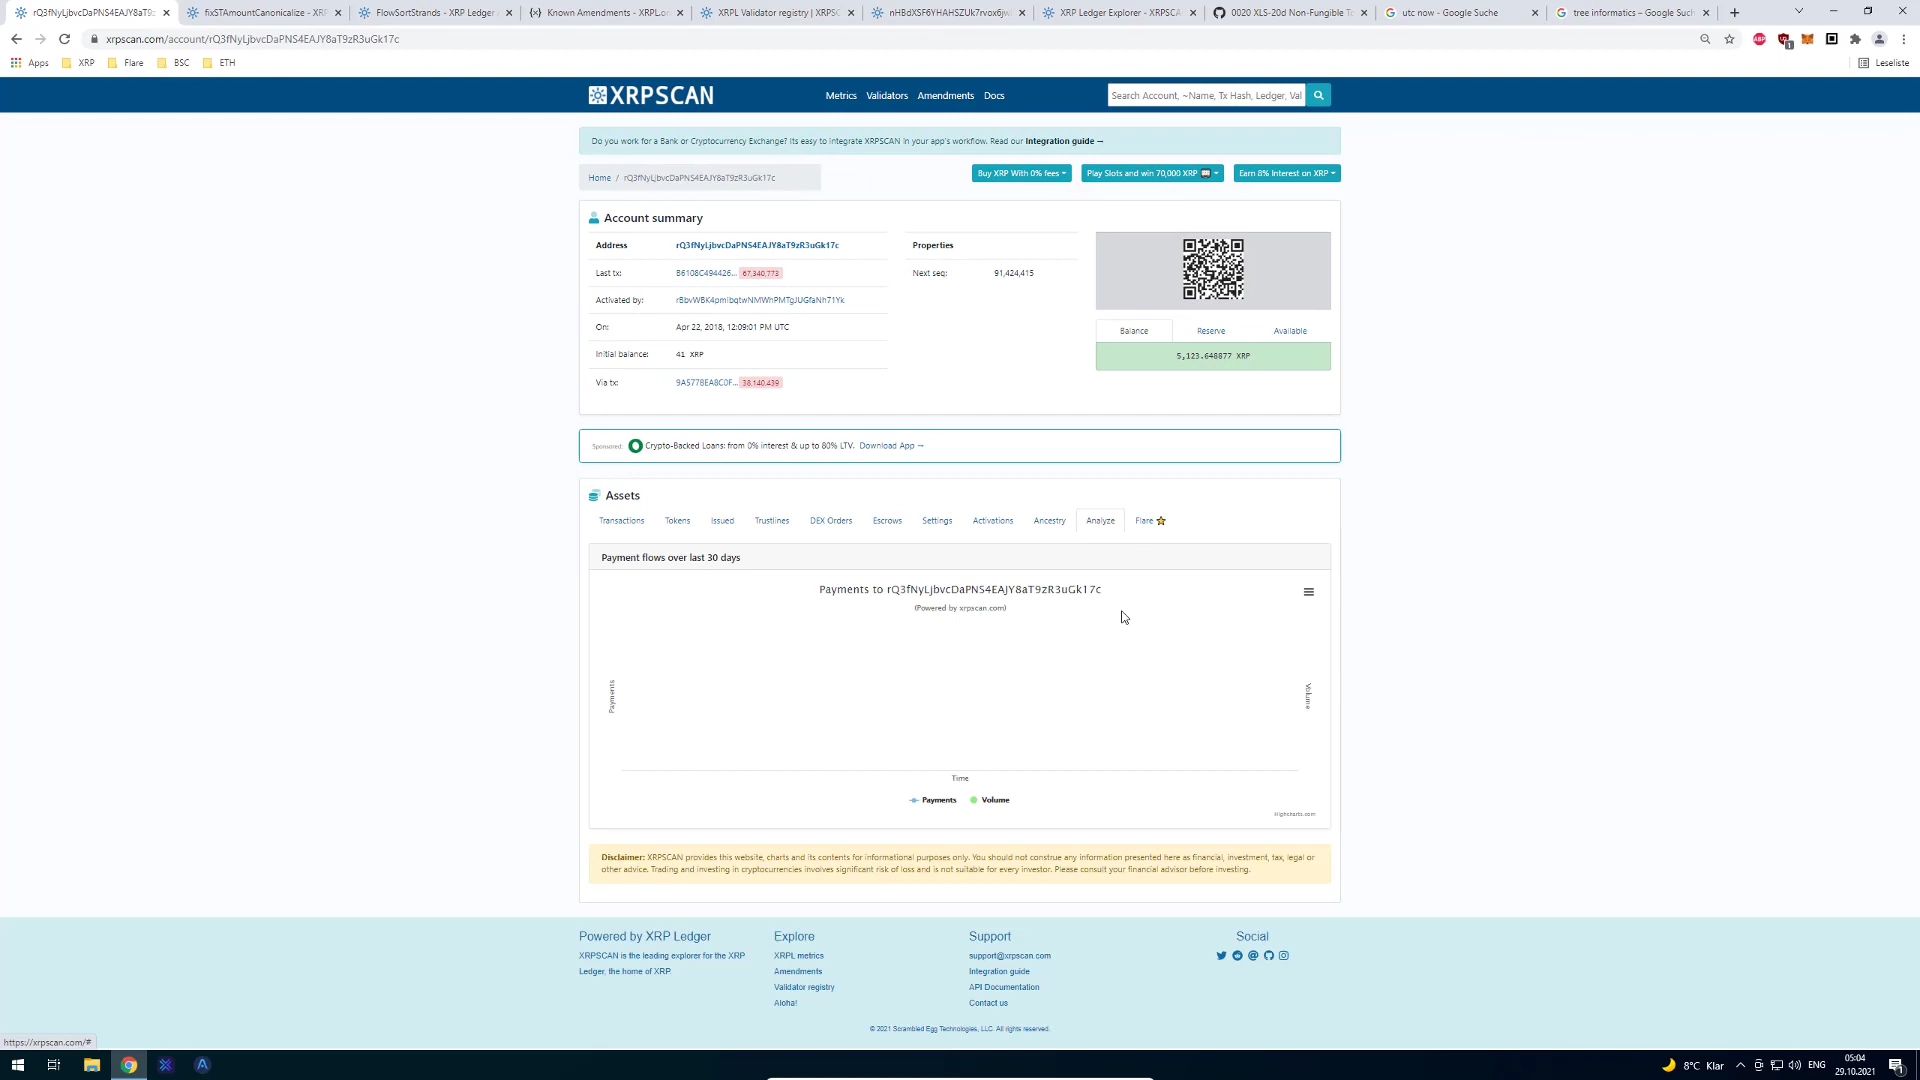 rQ3fNyLjbvcDaPNS4EAJY8aT9z
fixSTAmountCanonicalize - XRP
FlowSortStrands - XRP Ledger
Known Amendments - XRPL.o
XRPL Validator registry | XRPSC
nHBdXSF6YHAHSZUk7rvox6jw
XRP Ledger Explorer - XRPSCA
0020 XLS-20d Non-Fungible To
utc now - Google Suche
tree informatics – Google Such
xrpscan.com/account/rQ3fNyLjbvcDaPNS4EAJY8aT9zR3uGk17c
Apps XRP Flare BSC ETH
Leseliste
XRPSCAN
Metrics Validators Amendments Docs
Search Account, ~Name, Tx Hash, Ledger, Val
Do you work for a Bank or Cryptocurrency Exchange? Its easy to integrate XRPSCAN in your app's workflow. Read our Integration guide →
Home / rQ3fNyLjbvcDaPNS4EAJY8aT9zR3uGk17c
Buy XRP With 0% fees
Play Slots and win 70,000 XRP
Earn 8% Interest on XRP
Account summary
Address rQ3fNyLjbvcDaPNS4EAJY8aT9zR3uGk17c
Last tx: B6108C494426... 67,340,773
Activated by: rBbvWBK4pmibqtwNMWhPMTgJUGfaNh71Yk
On: Apr 22, 2018, 12:09:01 PM UTC
Initial balance: 41 XRP
Via tx: 9A577BEA8C0F... 38,140,439
Properties
Next seq: 91,424,415
Balance Reserve Available
5,123.648877 XRP
Sponsored: Crypto-Backed Loans: from 0% interest & up to 80% LTV. Download App →
Assets
Transactions Tokens Issued Trustlines DEX Orders Escrows Settings Activations Ancestry Analyze Flare
Payment flows over last 30 days
Payments to rQ3fNyLjbvcDaPNS4EAJY8aT9zR3uGk17c
(Powered by xrpscan.com)
Payments
Volume
Time
Payments Volume
Highcharts.com
Disclaimer: XRPSCAN provides this website, charts and its contents for informational purposes only. You should not construe any information presented here as financial, investment, tax, legal or
other advice. Trading and investing in cryptocurrencies involves significant risk of loss and is not suitable for every investor. Please consult your financial advisor before investing.
Powered by XRP Ledger
XRPSCAN is the leading explorer for the XRP
Ledger, the home of XRP.
Explore
XRPL metrics
Amendments
Validator registry
Aloha!
Support
support@xrpscan.com
Integration guide
API Documentation
Contact us
Social
© 2021 Scrambled Egg Technologies, LLC. All rights reserved.
https://xrpscan.com/#
8°C Klar
ENG
05:04
29.10.2021